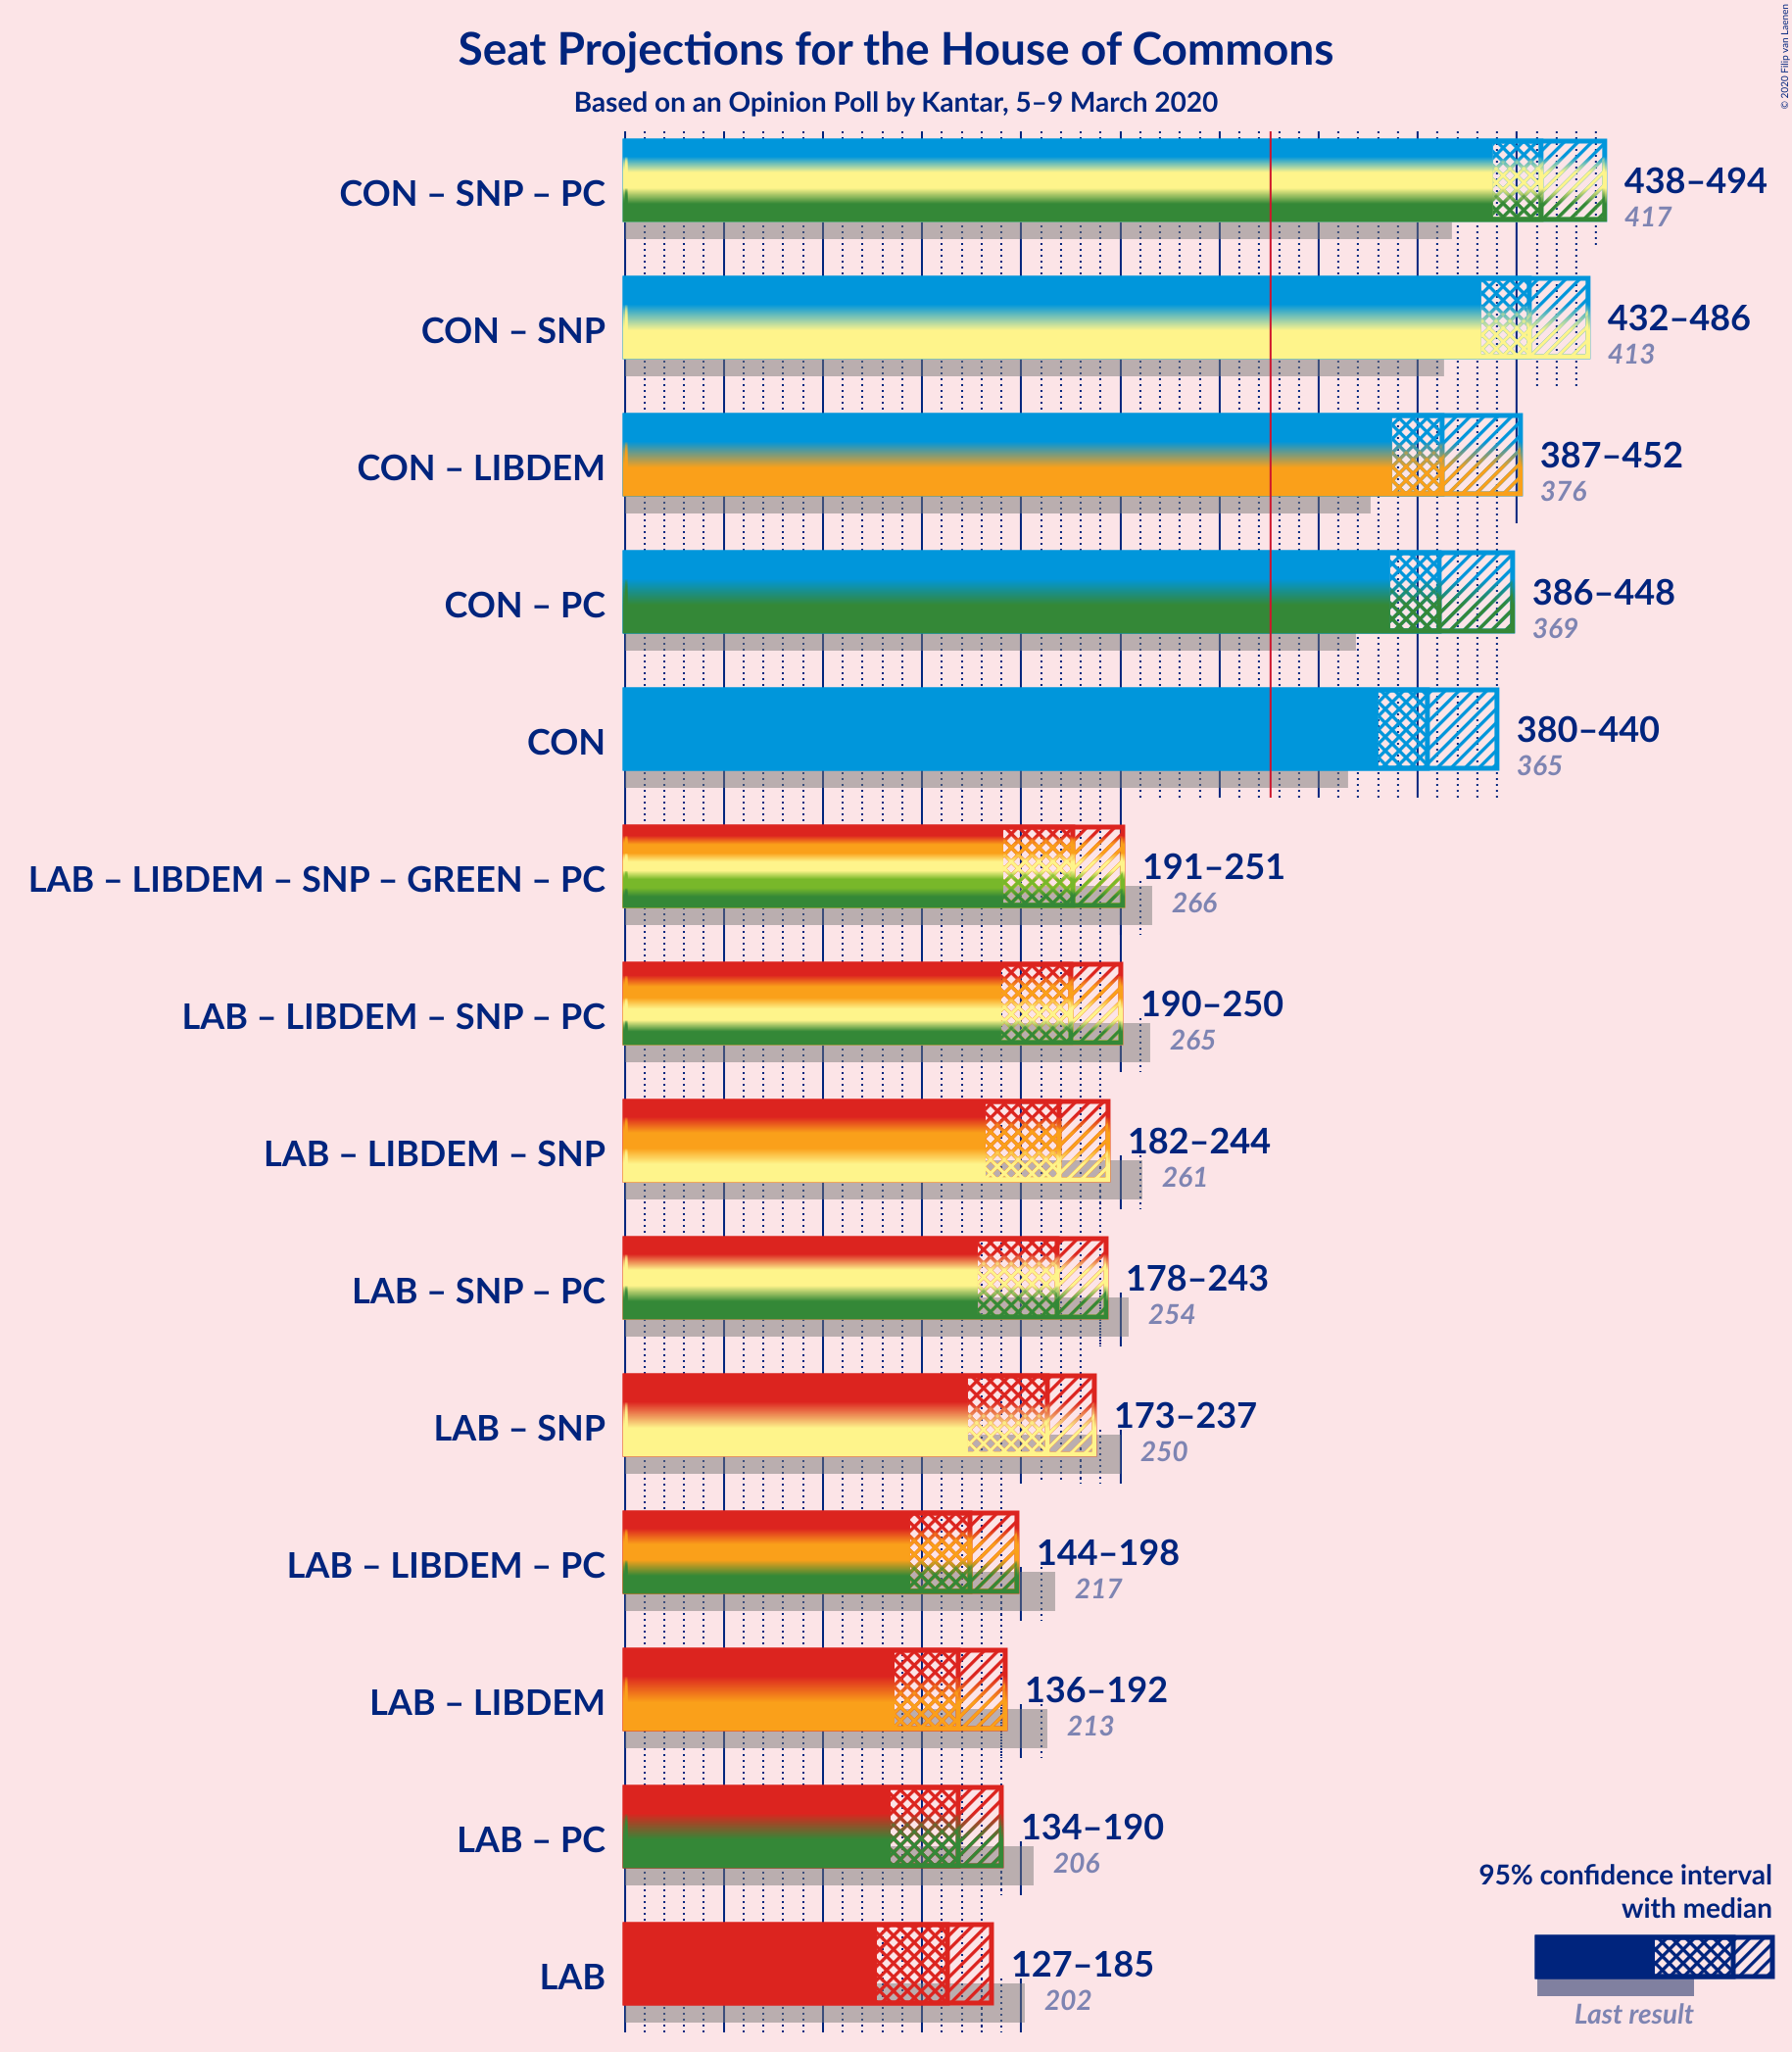 Seat Projections for the House of Commons
Based on an Opinion Poll by Kantar, 5–9 March 2020
© 2020 Filip van Laenen
CON – SNP – PC
438–494
417
CON – SNP
432–486
413
CON – LIBDEM
387–452
376
CON – PC
386–448
369
CON
380–440
365
LAB – LIBDEM – SNP – GREEN – PC
191–251
266
LAB – LIBDEM – SNP – PC
190–250
265
LAB – LIBDEM – SNP
182–244
261
LAB – SNP – PC
178–243
254
LAB – SNP
173–237
250
LAB – LIBDEM – PC
144–198
217
LAB – LIBDEM
136–192
213
LAB – PC
134–190
206
LAB
127–185
202
95% confidence interval
with median
Last result